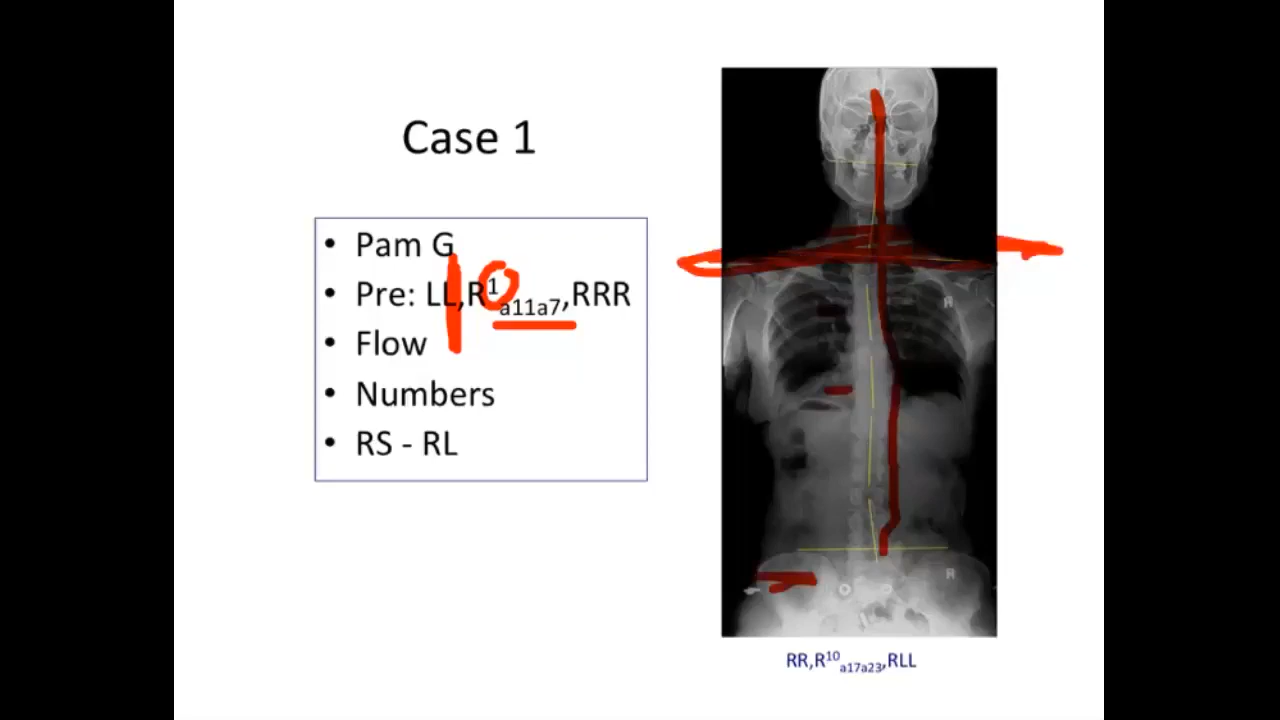 Case 1
• Pam G
• Pre: LL,R¹a11a7,RRR
• Flow
• Numbers
• RS - RL
R
R
RR,R¹⁰a17a23,RLL